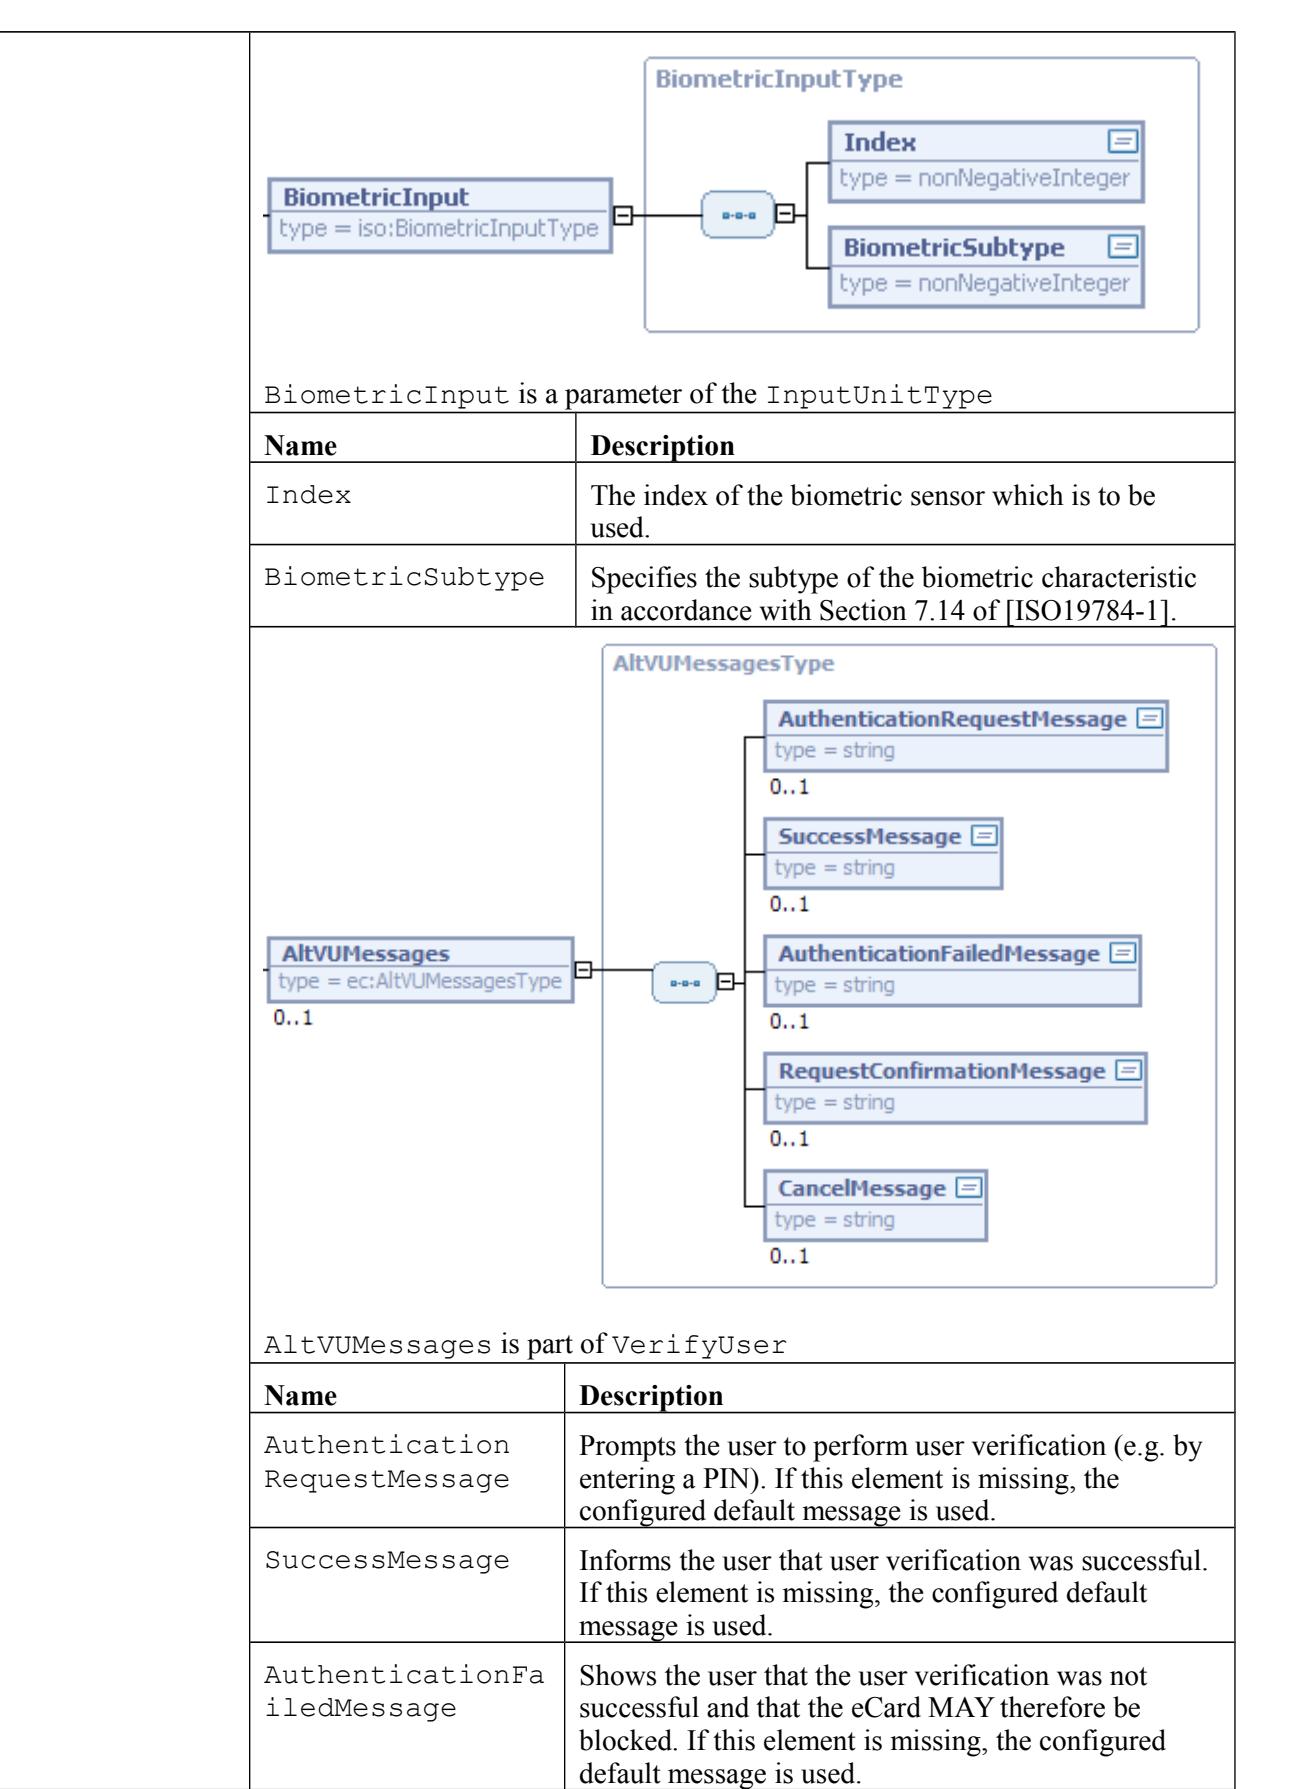 BiometricInputType
Index
type = nonNegativeInteger
BiometricInput
type = iso:BiometricInputType
BiometricSubtype
type = nonNegativeInteger
BiometricInput is a parameter of the InputUnitType
Name Description
Index The index of the biometric sensor which is to be
used.
BiometricSubtype Specifies the subtype of the biometric characteristic
in accordance with Section 7.14 of [ISO19784-1].
AltVUMessagesType
AuthenticationRequestMessage
type = string
0..1
SuccessMessage
type = string
0..1
AltVUMessages
type = ec:AltVUMessagesType
0..1
AuthenticationFailedMessage
type = string
0..1
RequestConfirmationMessage
type = string
0..1
CancelMessage
type = string
0..1
AltVUMessages is part of VerifyUser
Name Description
Authentication Prompts the user to perform user verification (e.g. by
RequestMessage entering a PIN). If this element is missing, the
configured default message is used.
SuccessMessage Informs the user that user verification was successful.
If this element is missing, the configured default
message is used.
AuthenticationFa Shows the user that the user verification was not
iledMessage successful and that the eCard MAY therefore be
blocked. If this element is missing, the configured
default message is used.